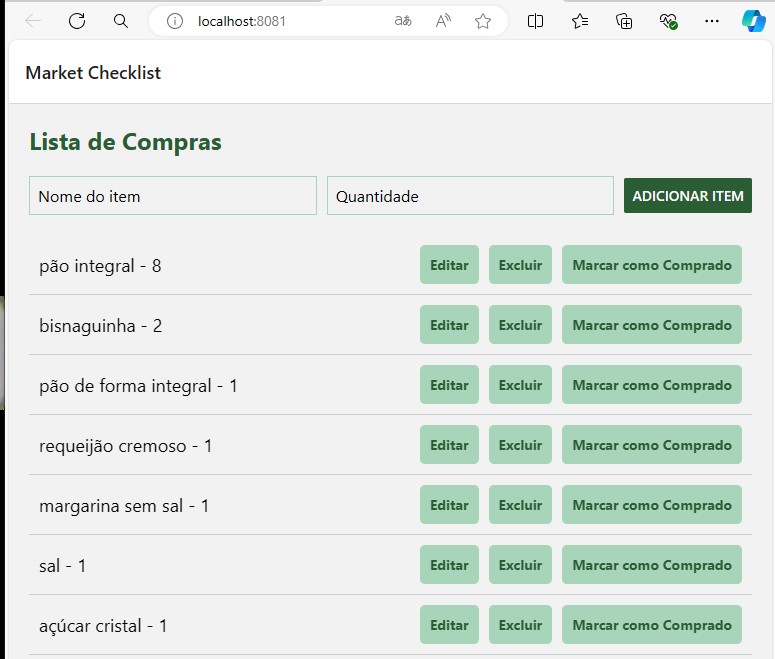 localhost:8081
Market Checklist
Lista de Compras
Nome do item Quantidade ADICIONAR ITEM
pão integral - 8 Editar Excluir Marcar como Comprado
bisnaguinha - 2 Editar Excluir Marcar como Comprado
pão de forma integral - 1 Editar Excluir Marcar como Comprado
requeijão cremoso - 1 Editar Excluir Marcar como Comprado
margarina sem sal - 1 Editar Excluir Marcar como Comprado
sal - 1 Editar Excluir Marcar como Comprado
açúcar cristal - 1 Editar Excluir Marcar como Comprado